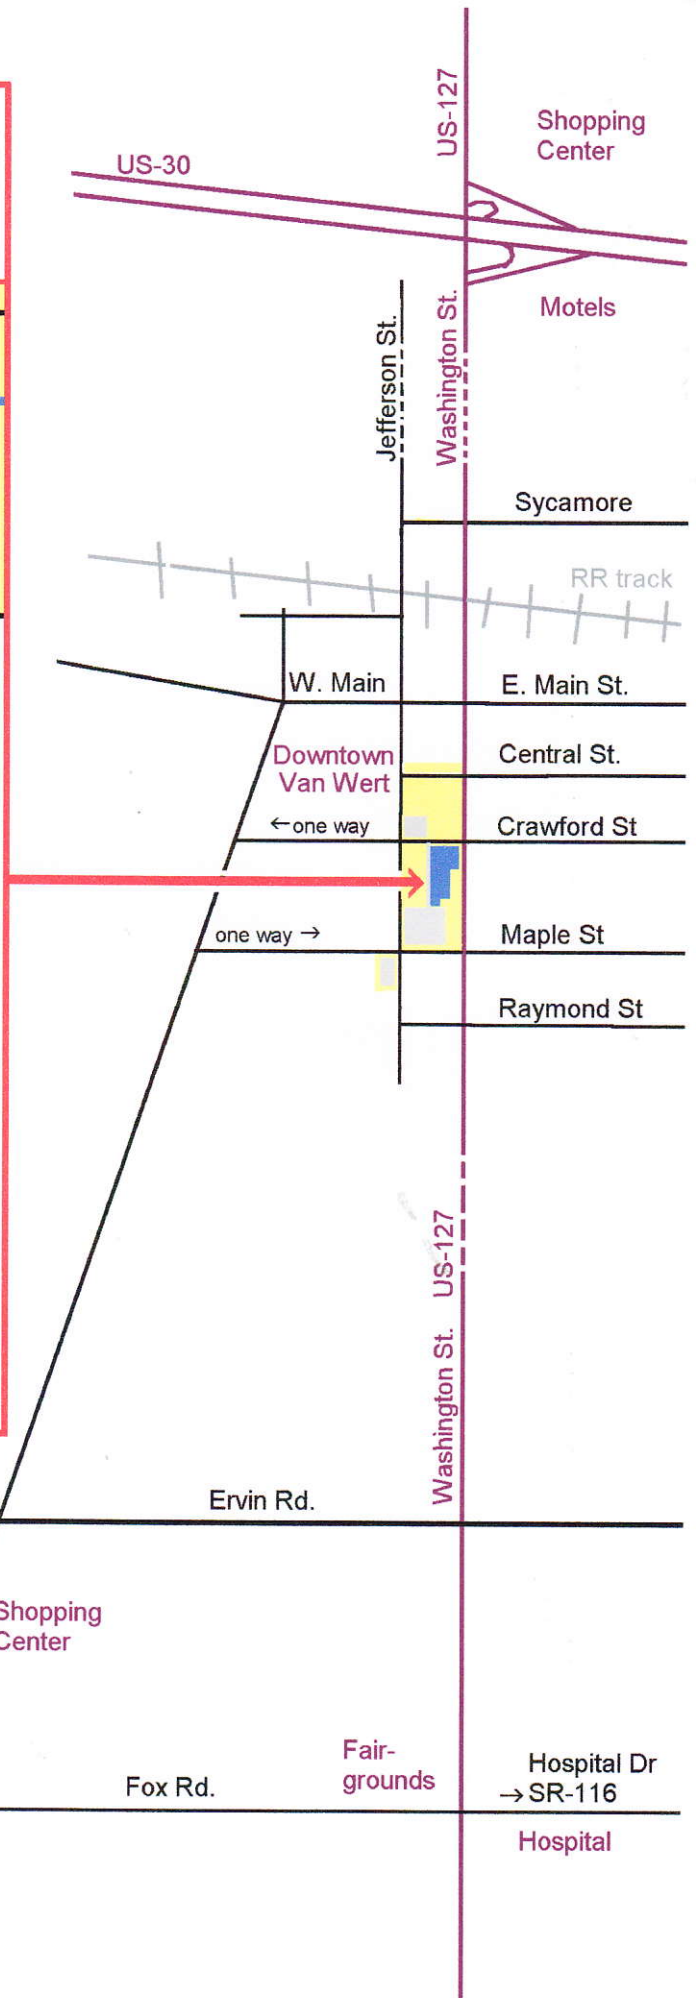 US-127
Shopping
Center
US-30
Motels
Jefferson St.
Washington St.
Sycamore
RR track
W. Main
E. Main St.
Downtown
Van Wert
Central St.
←one way
Crawford St
one way →
Maple St
Raymond St
US-127
Washington St.
Ervin Rd.
Shopping
Center
Fair-
grounds
Hospital Dr
→SR-116
Fox Rd.
Hospital